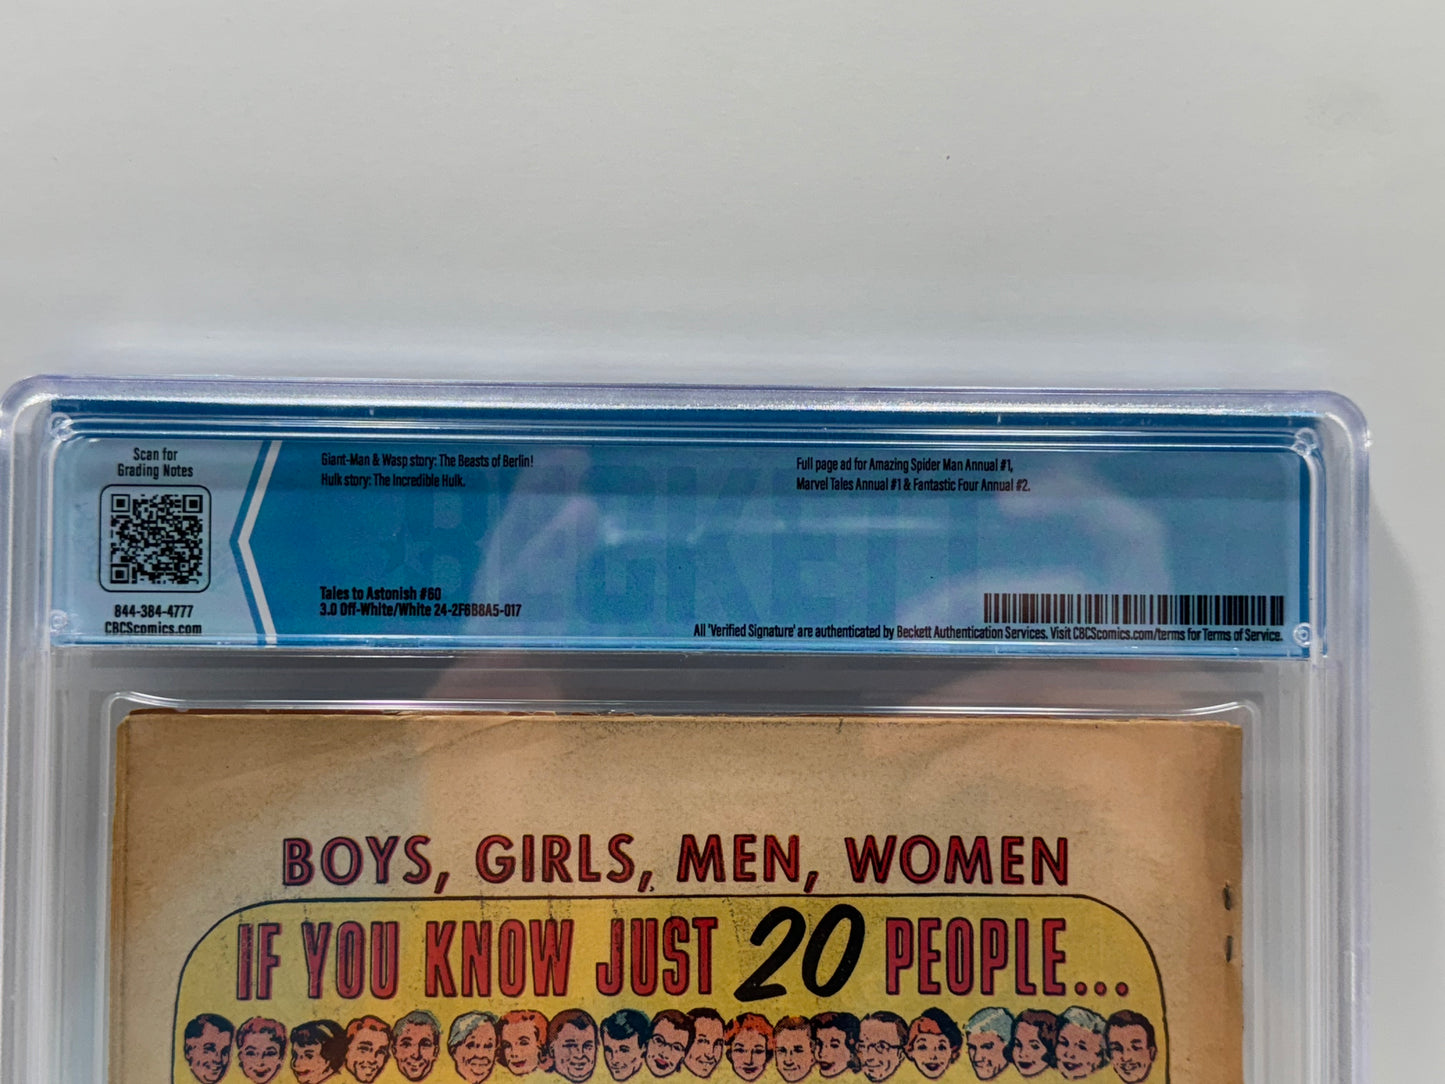 Scan for
Grading Notes
844-384-4777
CBCScomics.com
Giant-Man & Wasp story: The Beasts of Berlin!
Hulk story: The Incredible Hulk.
Full page ad for Amazing Spider Man Annual #1,
Marvel Tales Annual #1 & Fantastic Four Annual #2.
BECKETT
Tales to Astonish #60
3.0 Off-White/White 24-2F6B8A5-017
All 'Verified Signature' are authenticated by Beckett Authentication Services. Visit CBCScomics.com/terms for Terms of Service.
BOYS, GIRLS, MEN, WOMEN
IF YOU KNOW JUST 20 PEOPLE...